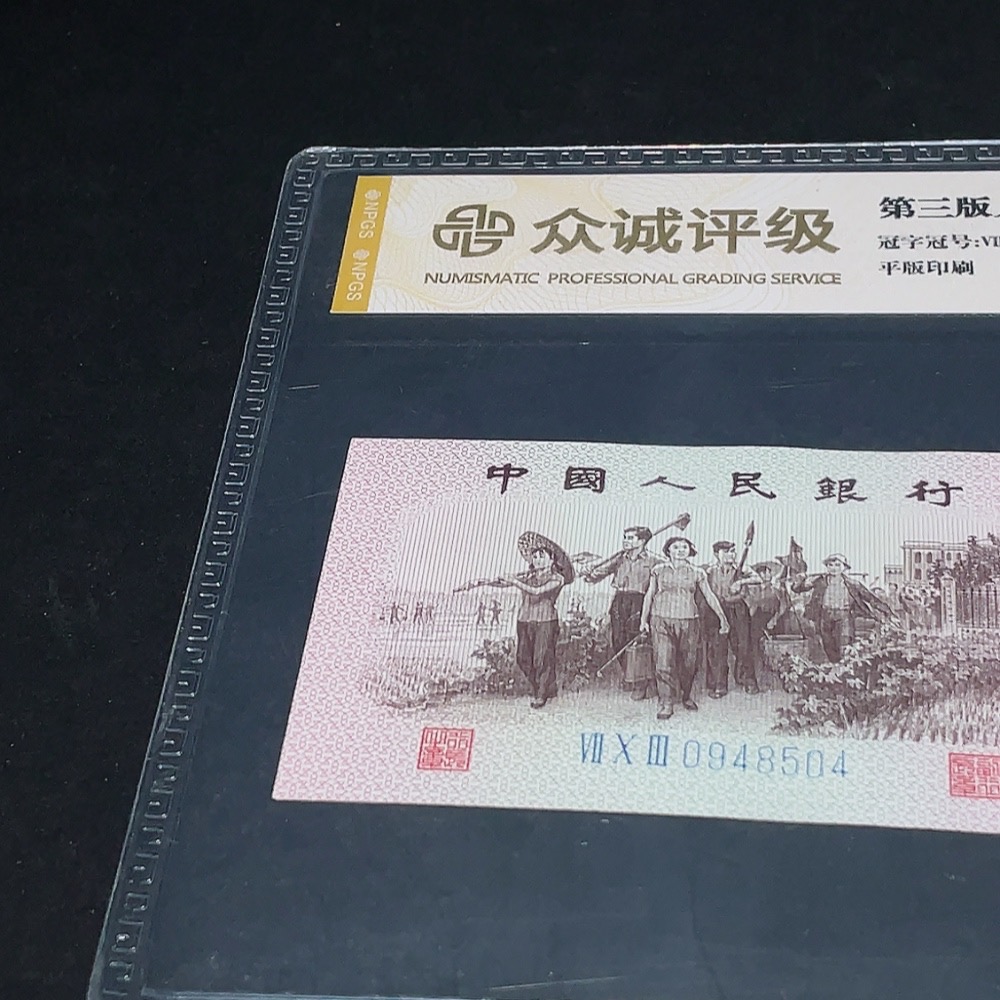 NPGS NPGS
众诚评级
NUMISMATIC PROFESSIONAL GRADING SERVICE
第三版
冠字冠号:VII
平版印刷
中國人民銀行
VII X III 0948504